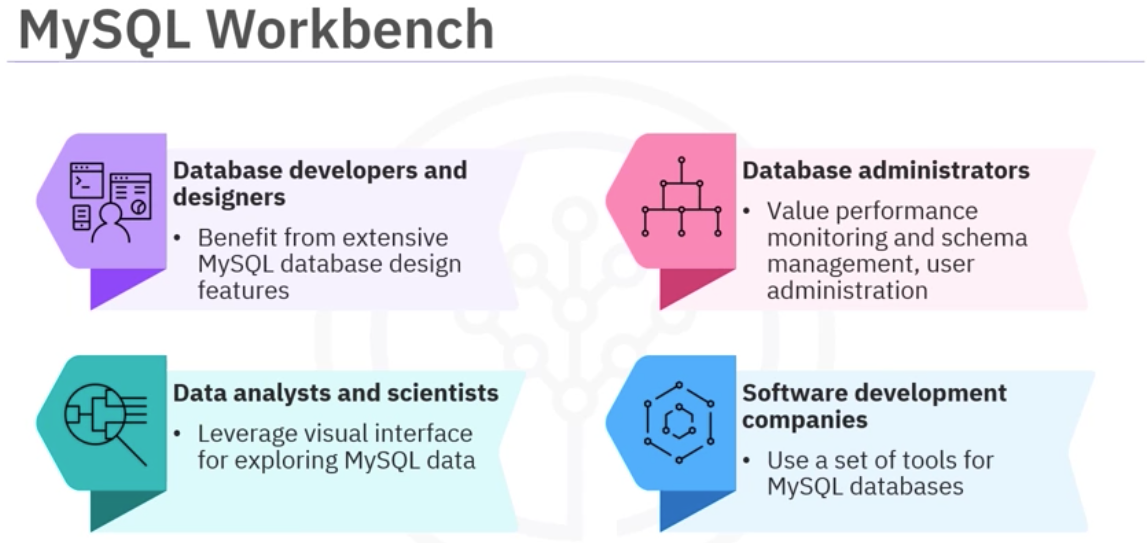 MySQL Workbench
Database developers and
designers
• Benefit from extensive
MySQL database design
features
Database administrators
• Value performance
monitoring and schema
management, user
administration
Data analysts and scientists
• Leverage visual interface
for exploring MySQL data
Software development
companies
• Use a set of tools for
MySQL databases